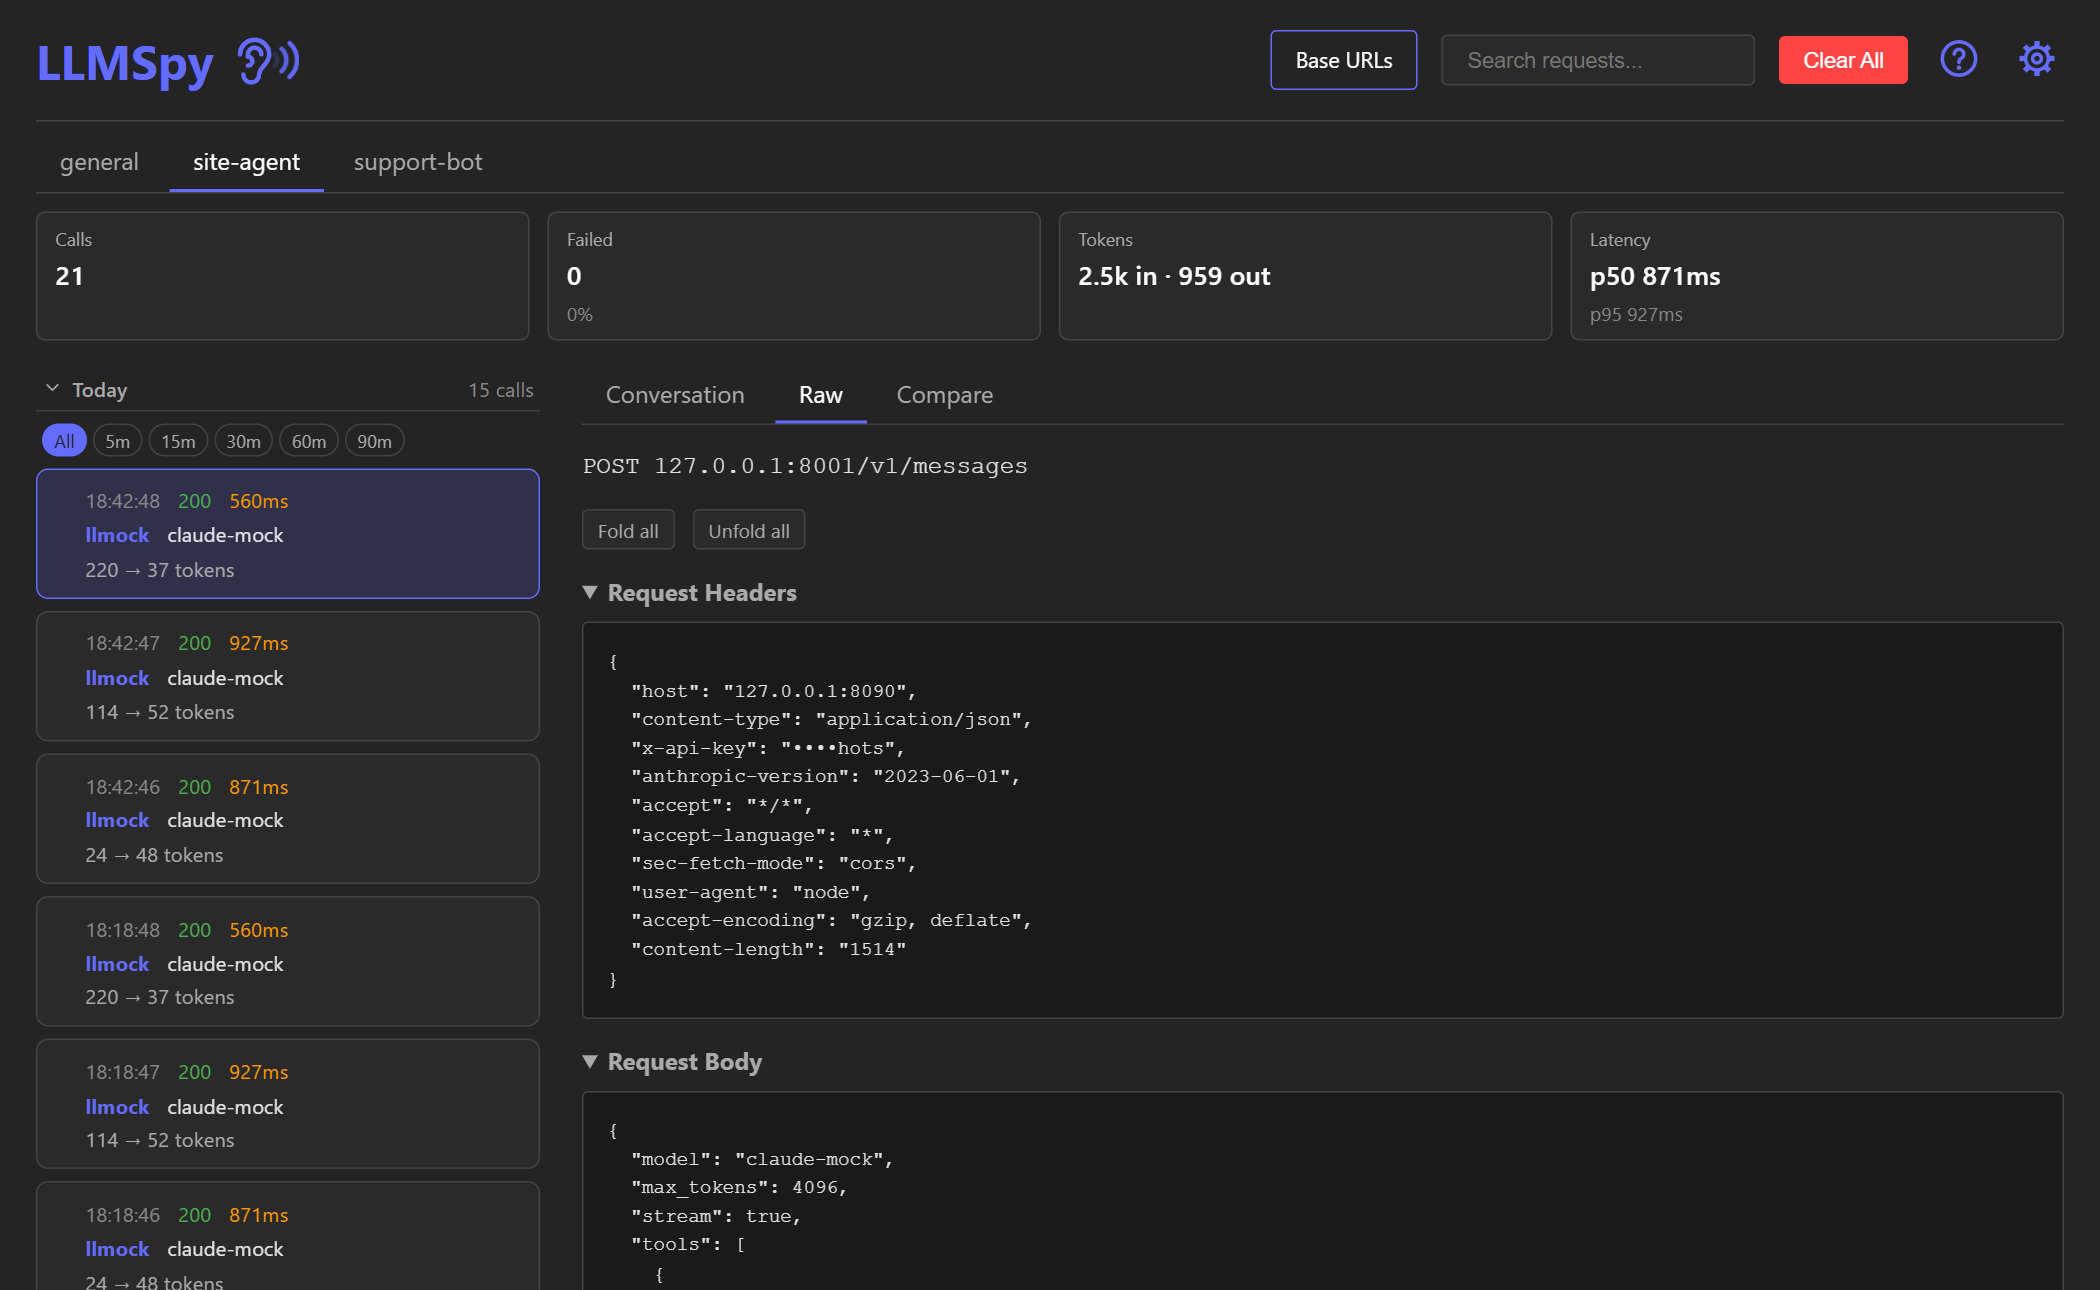 LLMSpy
Base URLs
Search requests...
Clear All
general
site-agent
support-bot
Calls
21
Failed
0
0%
Tokens
2.5k in · 959 out
Latency
p50 871ms
p95 927ms
Today
15 calls
All
5m
15m
30m
60m
90m
18:42:48 200 560ms
llmock claude-mock
220 → 37 tokens
18:42:47 200 927ms
llmock claude-mock
114 → 52 tokens
18:42:46 200 871ms
llmock claude-mock
24 → 48 tokens
18:18:48 200 560ms
llmock claude-mock
220 → 37 tokens
18:18:47 200 927ms
llmock claude-mock
114 → 52 tokens
18:18:46 200 871ms
llmock claude-mock
24 → 48 tokens
Conversation
Raw
Compare
POST 127.0.0.1:8001/v1/messages
Fold all
Unfold all
▼ Request Headers
{
  "host": "127.0.0.1:8090",
  "content-type": "application/json",
  "x-api-key": "••••hots",
  "anthropic-version": "2023-06-01",
  "accept": "*/*",
  "accept-language": "*",
  "sec-fetch-mode": "cors",
  "user-agent": "node",
  "accept-encoding": "gzip, deflate",
  "content-length": "1514"
}
▼ Request Body
{
  "model": "claude-mock",
  "max_tokens": 4096,
  "stream": true,
  "tools": [
    {